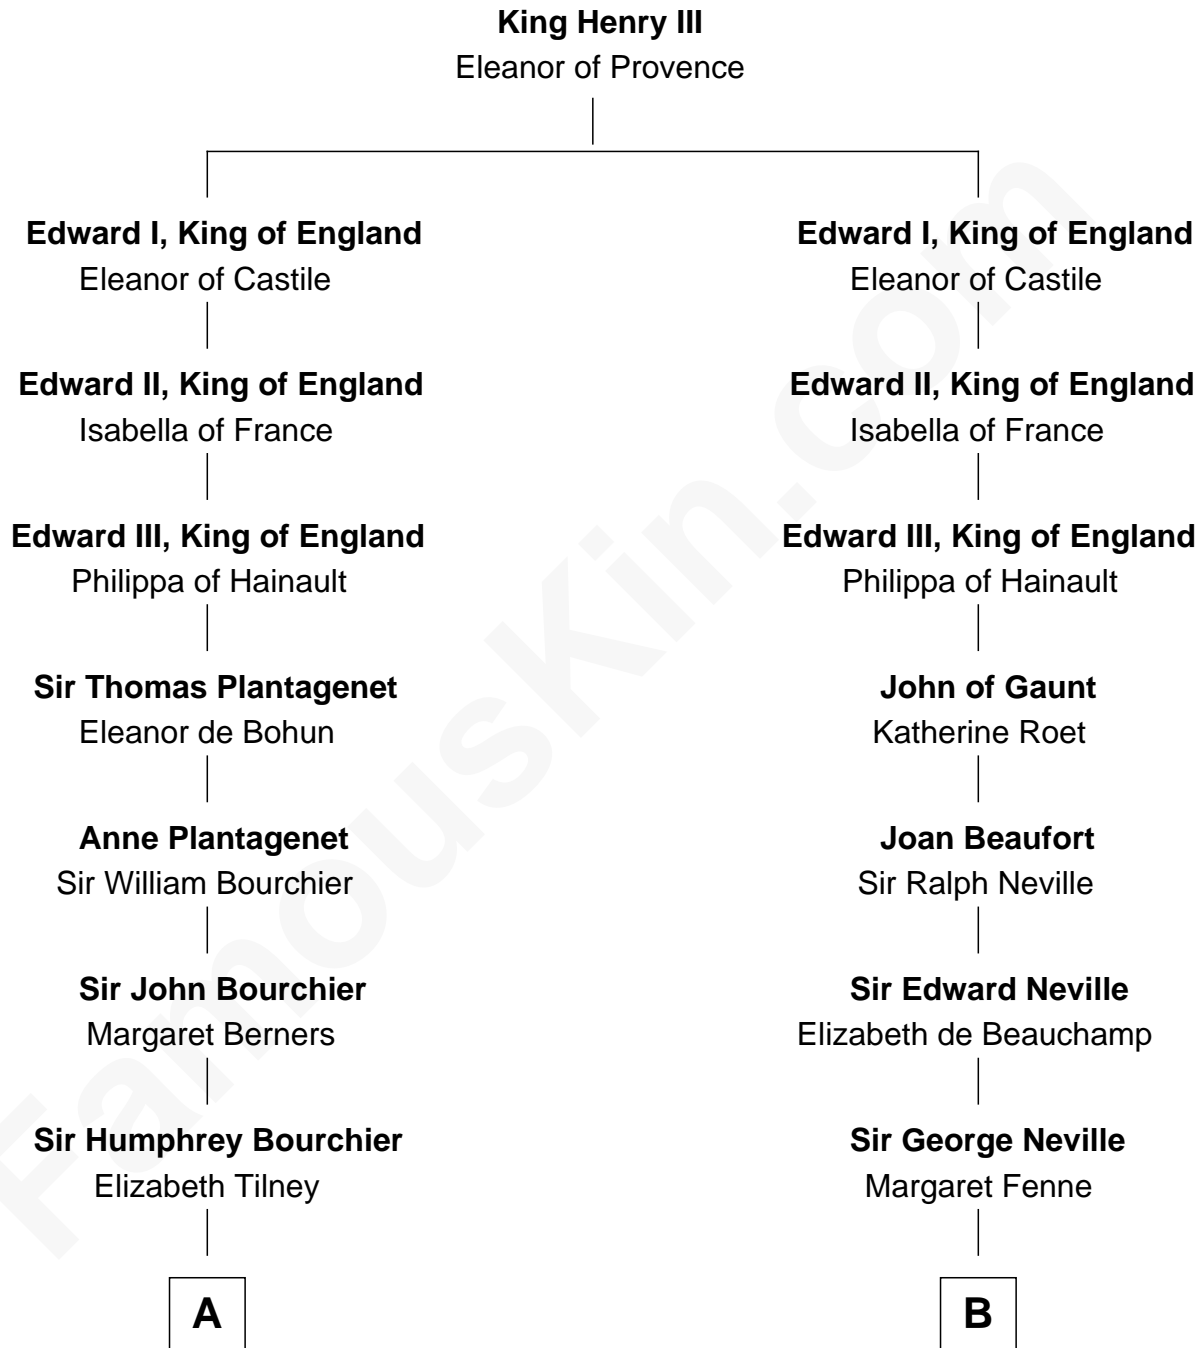 King Henry III
Eleanor of Provence
Edward I, King of England
Eleanor of Castile
Edward II, King of England
Isabella of France
Edward III, King of England
Philippa of Hainault
Sir Thomas Plantagenet
Eleanor de Bohun
Anne Plantagenet
Sir William Bourchier
Sir John Bourchier
Margaret Berners
Sir Humphrey Bourchier
Elizabeth Tilney
A
Edward I, King of England
Eleanor of Castile
Edward II, King of England
Isabella of France
Edward III, King of England
Philippa of Hainault
John of Gaunt
Katherine Roet
Joan Beaufort
Sir Ralph Neville
Sir Edward Neville
Elizabeth de Beauchamp
Sir George Neville
Margaret Fenne
B
FamousKin.com